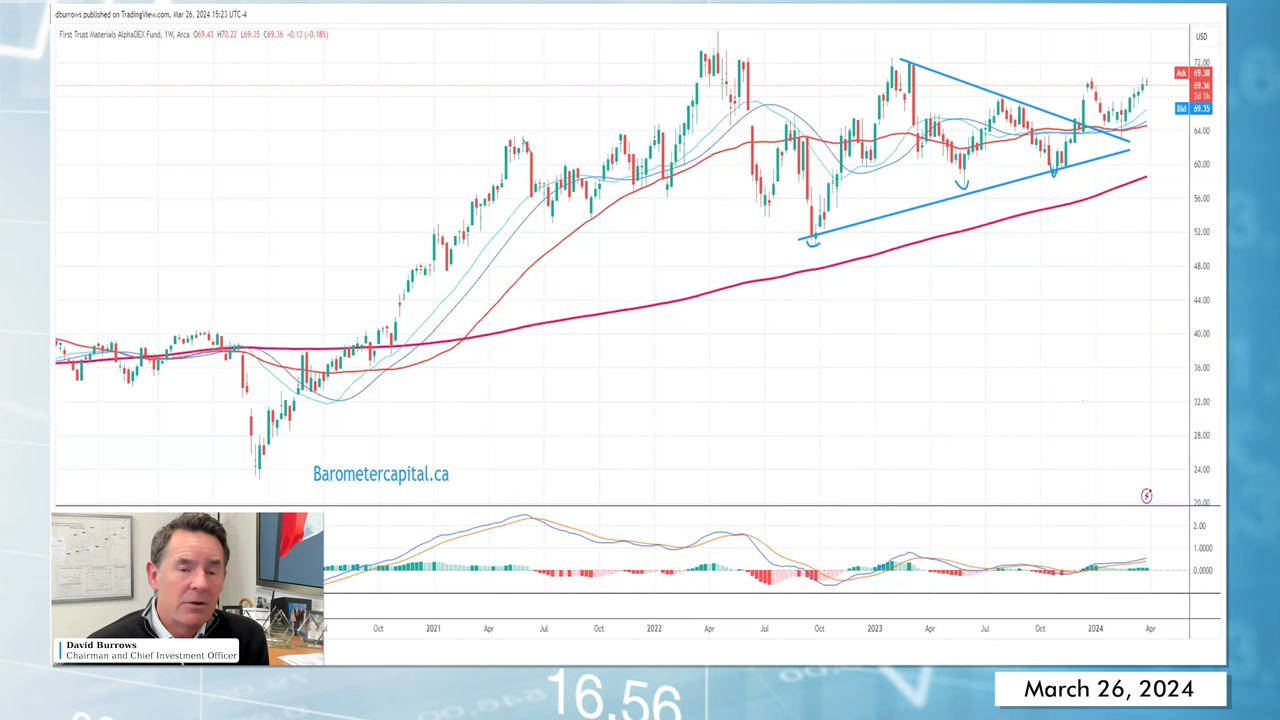 dburrows published on TradingView.com, Mar 26, 2024 15:23 UTC-4
First Trust Materials AlphaDEX Fund, 1W, Arca O69.43 H70.22 L69.35 C69.36 −0.13 (−0.18%)
USD
72.00
Ask 69.38
69.36
2d 1h
Bid 69.35
64.00
60.00
56.00
52.00
48.00
44.00
40.00
36.00
32.00
28.00
24.00
20.00
Barometercapital.ca
2.00
1.0000
0.0000
Oct 2021 Apr Jul Oct 2022 Apr Jul Oct 2023 Apr Jul Oct 2024 Apr
David Burrows
Chairman and Chief Investment Officer
March 26, 2024
16.56